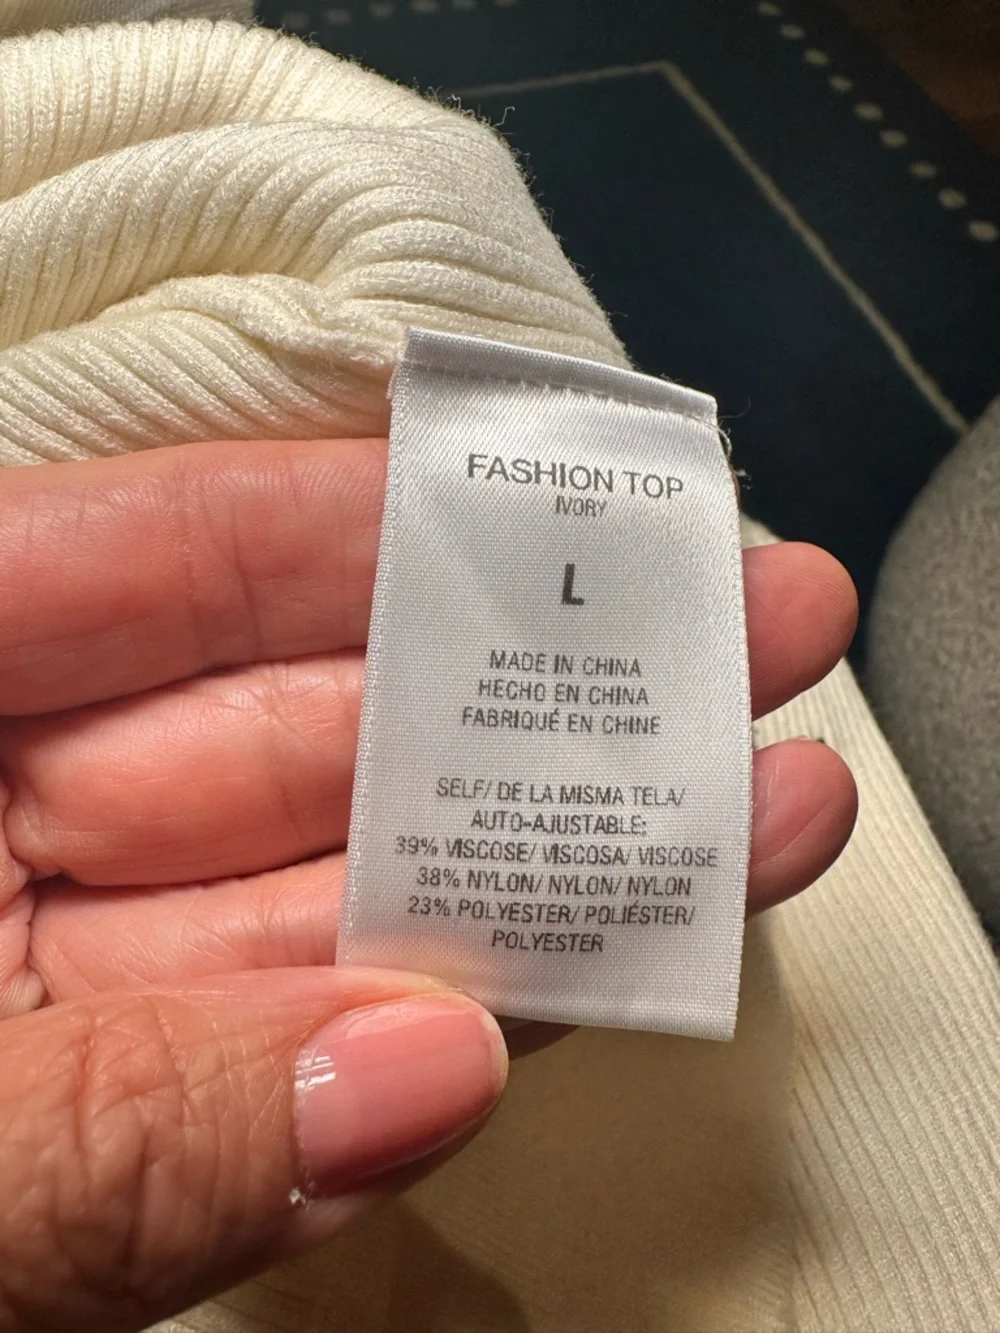 FASHION TOP
IVORY
L
MADE IN CHINA
HECHO EN CHINA
FABRIQUÉ EN CHINE
SELF/ DE LA MISMA TELA/
AUTO-AJUSTABLE:
39% VISCOSE/ VISCOSA/ VISCOSE
38% NYLON/ NYLON/ NYLON
23% POLYESTER/ POLIÉSTER/
POLYESTER